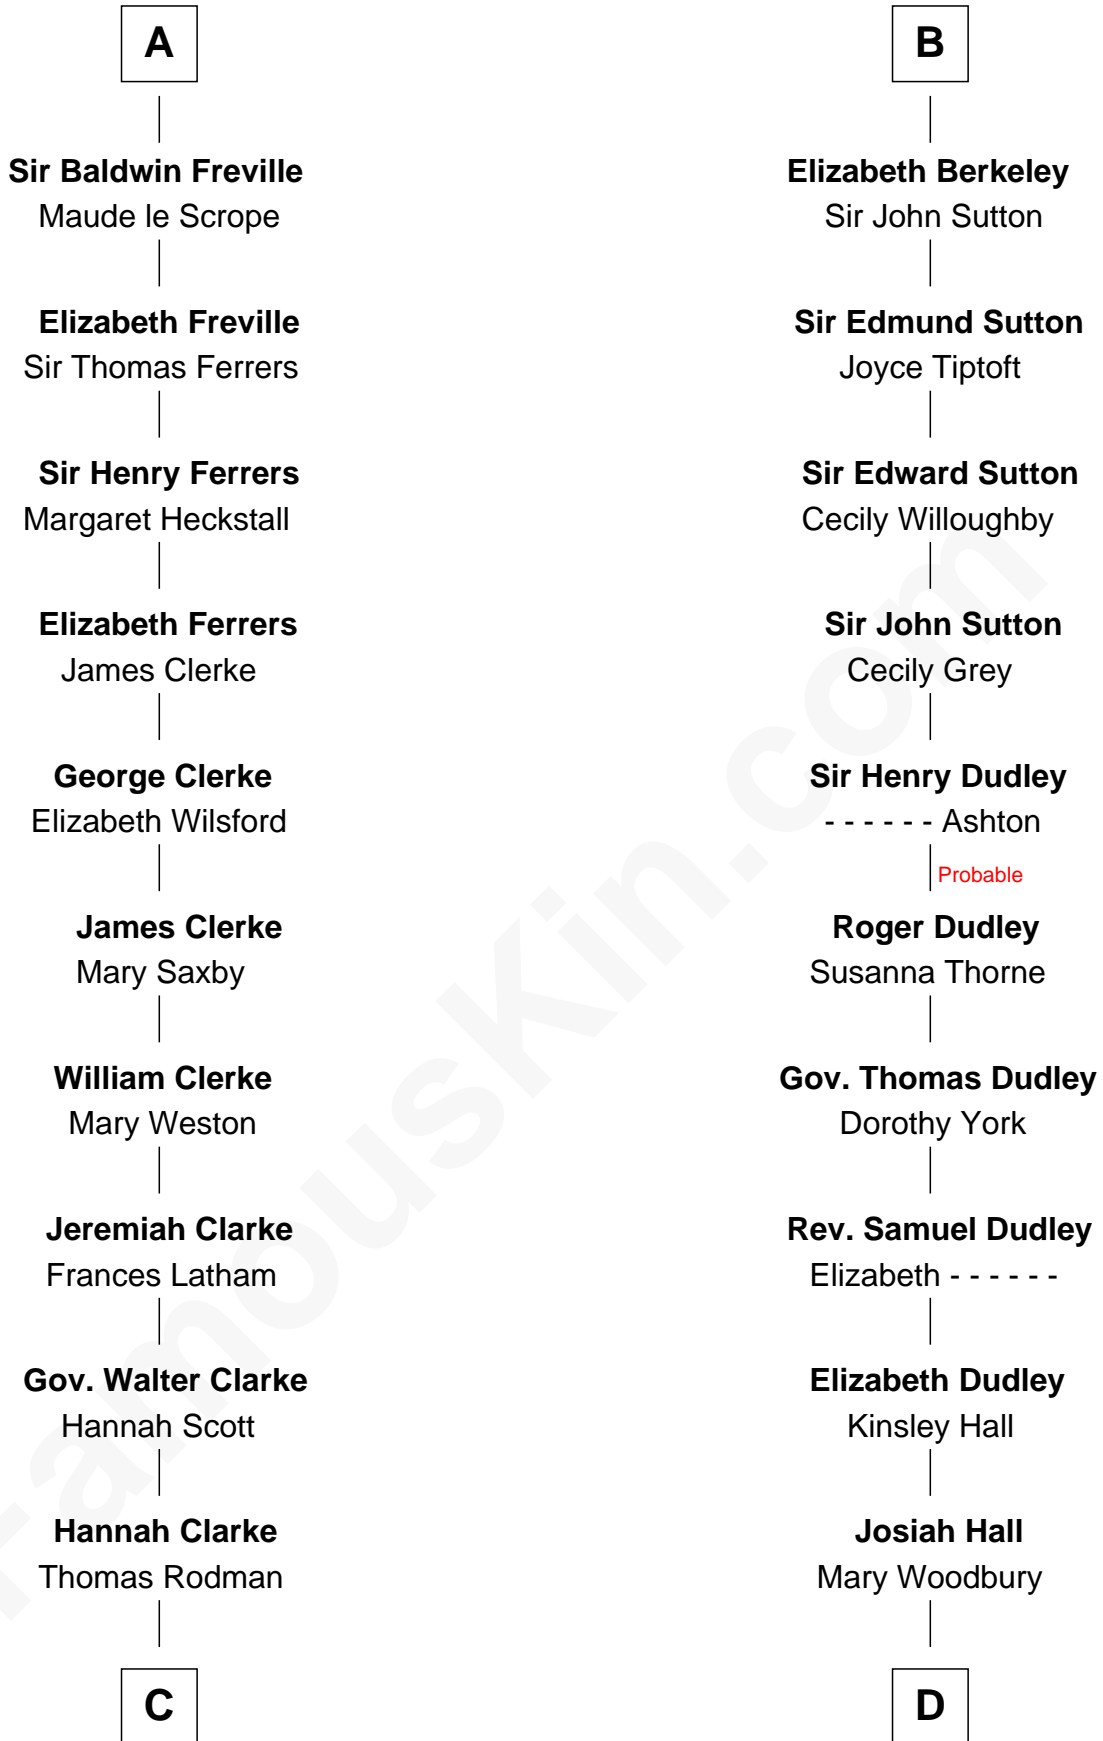 A
Sir Baldwin Freville
Maude le Scrope
Elizabeth Freville
Sir Thomas Ferrers
Sir Henry Ferrers
Margaret Heckstall
Elizabeth Ferrers
James Clerke
George Clerke
Elizabeth Wilsford
James Clerke
Mary Saxby
William Clerke
Mary Weston
Jeremiah Clarke
Frances Latham
Gov. Walter Clarke
Hannah Scott
Hannah Clarke
Thomas Rodman
C
B
Elizabeth Berkeley
Sir John Sutton
Sir Edmund Sutton
Joyce Tiptoft
Sir Edward Sutton
Cecily Willoughby
Sir John Sutton
Cecily Grey
Sir Henry Dudley
- - - - - - Ashton
Probable
Roger Dudley
Susanna Thorne
Gov. Thomas Dudley
Dorothy York
Rev. Samuel Dudley
Elizabeth - - - - - -
Elizabeth Dudley
Kinsley Hall
Josiah Hall
Mary Woodbury
D
FamousKin.com